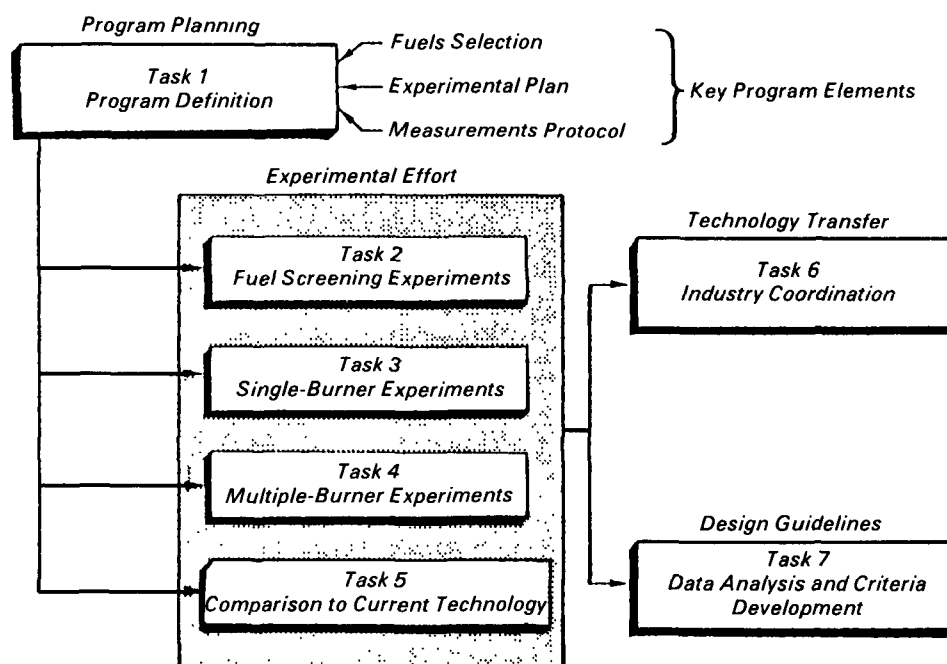 Program Planning
Task 1
Program Definition
Fuels Selection
Experimental Plan
Measurements Protocol
Key Program Elements
Experimental Effort
Task 2
Fuel Screening Experiments
Task 3
Single-Burner Experiments
Task 4
Multiple-Burner Experiments
Task 5
Comparison to Current Technology
Technology Transfer
Task 6
Industry Coordination
Design Guidelines
Task 7
Data Analysis and Criteria
Development